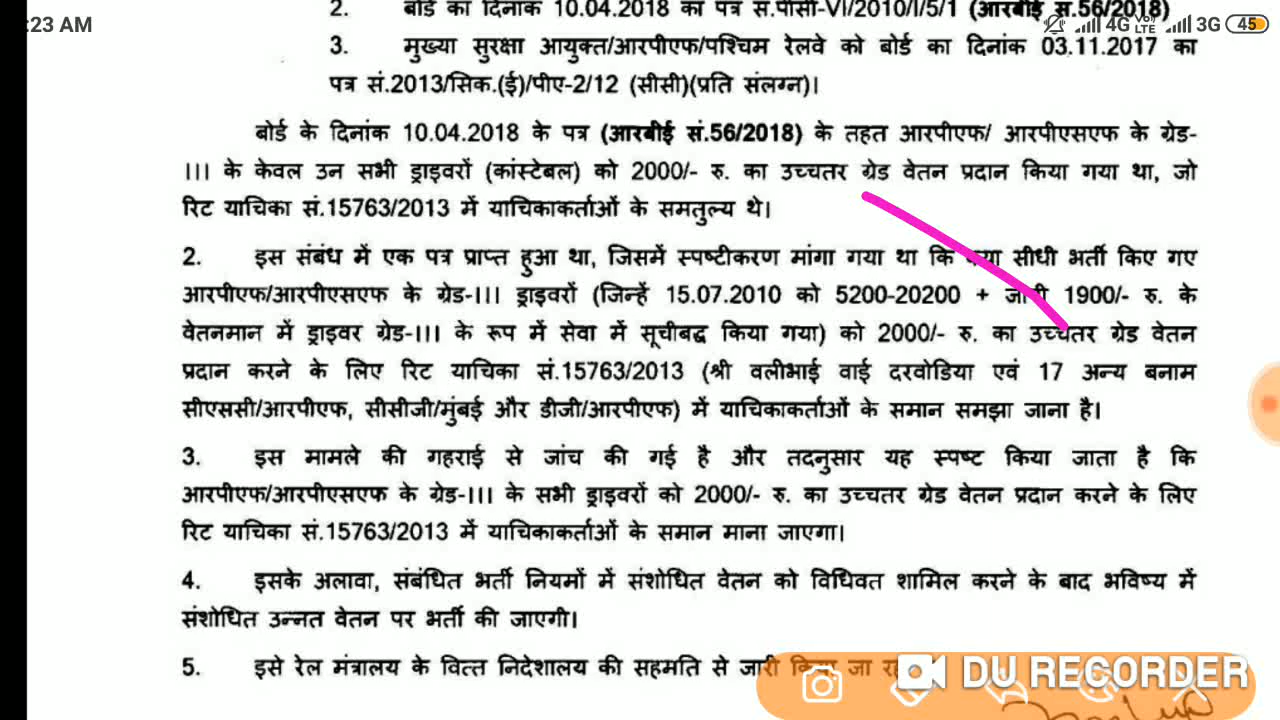 :23 AM
4G VoLTE 3G 45
2. बोर्ड का दिनांक 10.04.2018 का पत्र सं.पीसी-VI/2010/I/5/1 (आरबीई सं.56/2018)
3. मुख्या सुरक्षा आयुक्त/आरपीएफ/पश्चिम रेलवे को बोर्ड का दिनांक 03.11.2017 का
पत्र सं.2013/सिक.(ई)/पीए-2/12 (सीसी)(प्रति संलग्न)।
बोर्ड के दिनांक 10.04.2018 के पत्र (आरबीई सं.56/2018) के तहत आरपीएफ/ आरपीएसएफ के ग्रेड-
III के केवल उन सभी ड्राइवरों (कांस्टेबल) को 2000/- रु. का उच्चतर ग्रेड वेतन प्रदान किया गया था, जो
रिट याचिका सं.15763/2013 में याचिकाकर्ताओं के समतुल्य थे।
2. इस संबंध में एक पत्र प्राप्त हुआ था, जिसमें स्पष्टीकरण मांगा गया था कि क्या सीधी भर्ती किए गए
आरपीएफ/आरपीएसएफ के ग्रेड-III ड्राइवरों (जिन्हें 15.07.2010 को 5200-20200 + जीपी 1900/- रु. के
वेतनमान में ड्राइवर ग्रेड-III के रूप में सेवा में सूचीबद्ध किया गया) को 2000/- रु. का उच्चतर ग्रेड वेतन
प्रदान करने के लिए रिट याचिका सं.15763/2013 (श्री वलीभाई वाई दरवोडिया एवं 17 अन्य बनाम
सीएससी/आरपीएफ, सीसीजी/मुंबई और डीजी/आरपीएफ) में याचिकाकर्ताओं के समान समझा जाना है।
3. इस मामले की गहराई से जांच की गई है और तदनुसार यह स्पष्ट किया जाता है कि
आरपीएफ/आरपीएसएफ के ग्रेड-III के सभी ड्राइवरों को 2000/- रु. का उच्चतर ग्रेड वेतन प्रदान करने के लिए
रिट याचिका सं.15763/2013 में याचिकाकर्ताओं के समान माना जाएगा।
4. इसके अलावा, संबंधित भर्ती नियमों में संशोधित वेतन को विधिवत शामिल करने के बाद भविष्य में
संशोधित उन्नत वेतन पर भर्ती की जाएगी।
5. इसे रेल मंत्रालय के वित्त निदेशालय की सहमति से जारी किया जा
DU RECORDER